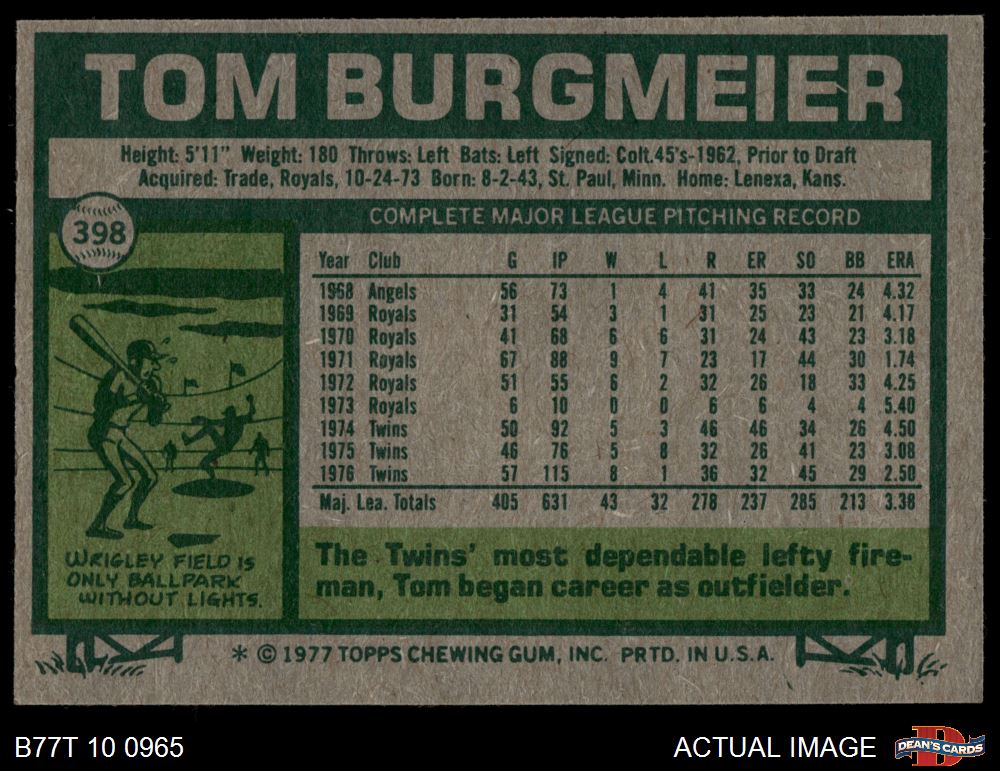 TOM BURGMEIER
Height: 5'11" Weight: 180 Throws: Left Bats: Left Signed: Colt.45's-1962, Prior to Draft
Acquired: Trade, Royals, 10-24-73 Born: 8-2-43, St. Paul, Minn. Home: Lenexa, Kans.
398
COMPLETE MAJOR LEAGUE PITCHING RECORD
Year Club G IP W L R ER SO BB ERA
1968 Angels 56 73 1 4 41 35 33 24 4.32
1969 Royals 31 54 3 1 31 25 23 21 4.17
1970 Royals 41 68 6 6 31 24 43 23 3.18
1971 Royals 67 88 9 7 23 17 44 30 1.74
1972 Royals 51 55 6 2 32 26 18 33 4.25
1973 Royals 6 10 0 0 6 6 4 4 5.40
1974 Twins 50 92 5 3 46 46 34 26 4.50
1975 Twins 46 76 5 8 32 26 41 23 3.08
1976 Twins 57 115 8 1 36 32 45 29 2.50
Maj. Lea. Totals 405 631 43 32 278 237 285 213 3.38
WRIGLEY FIELD IS
ONLY BALLPARK
WITHOUT LIGHTS.
The Twins' most dependable lefty fire-
man, Tom began career as outfielder.
* © 1977 TOPPS CHEWING GUM, INC. PRTD. IN U.S.A.
B77T 10 0965
ACTUAL IMAGE
D
DEAN'S CARDS